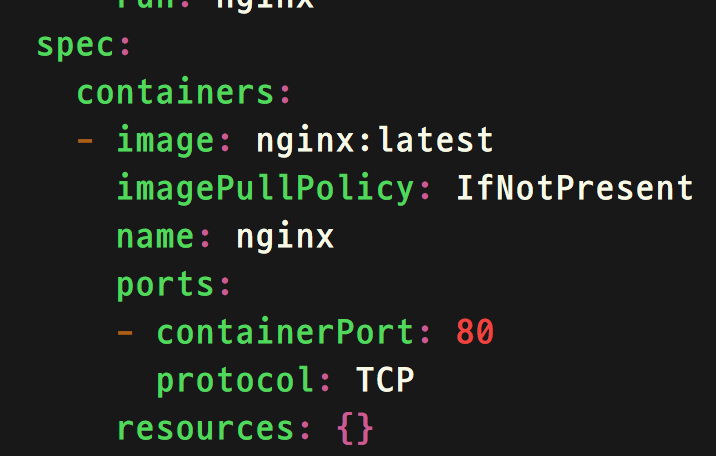 run: nginx
spec:
containers:
- image: nginx:latest
imagePullPolicy: IfNotPresent
name: nginx
ports:
- containerPort: 80
protocol: TCP
resources: {}